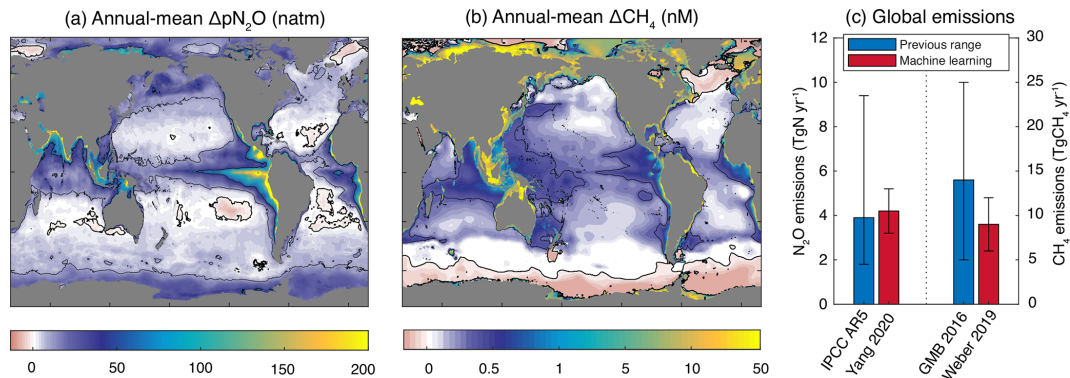 (a) Annual-mean ΔpN₂O (natm)
0 50 100 150 200
(b) Annual-mean ΔCH₄ (nM)
0 0.5 1 5 10 50
(c) Global emissions
Previous range
Machine learning
N₂O emissions (TgN yr⁻¹)
12
10
8
6
4
2
0
CH₄ emissions (TgCH₄ yr⁻¹)
30
25
20
15
10
5
0
IPCC AR5
Yang 2020
GMB 2016
Weber 2019